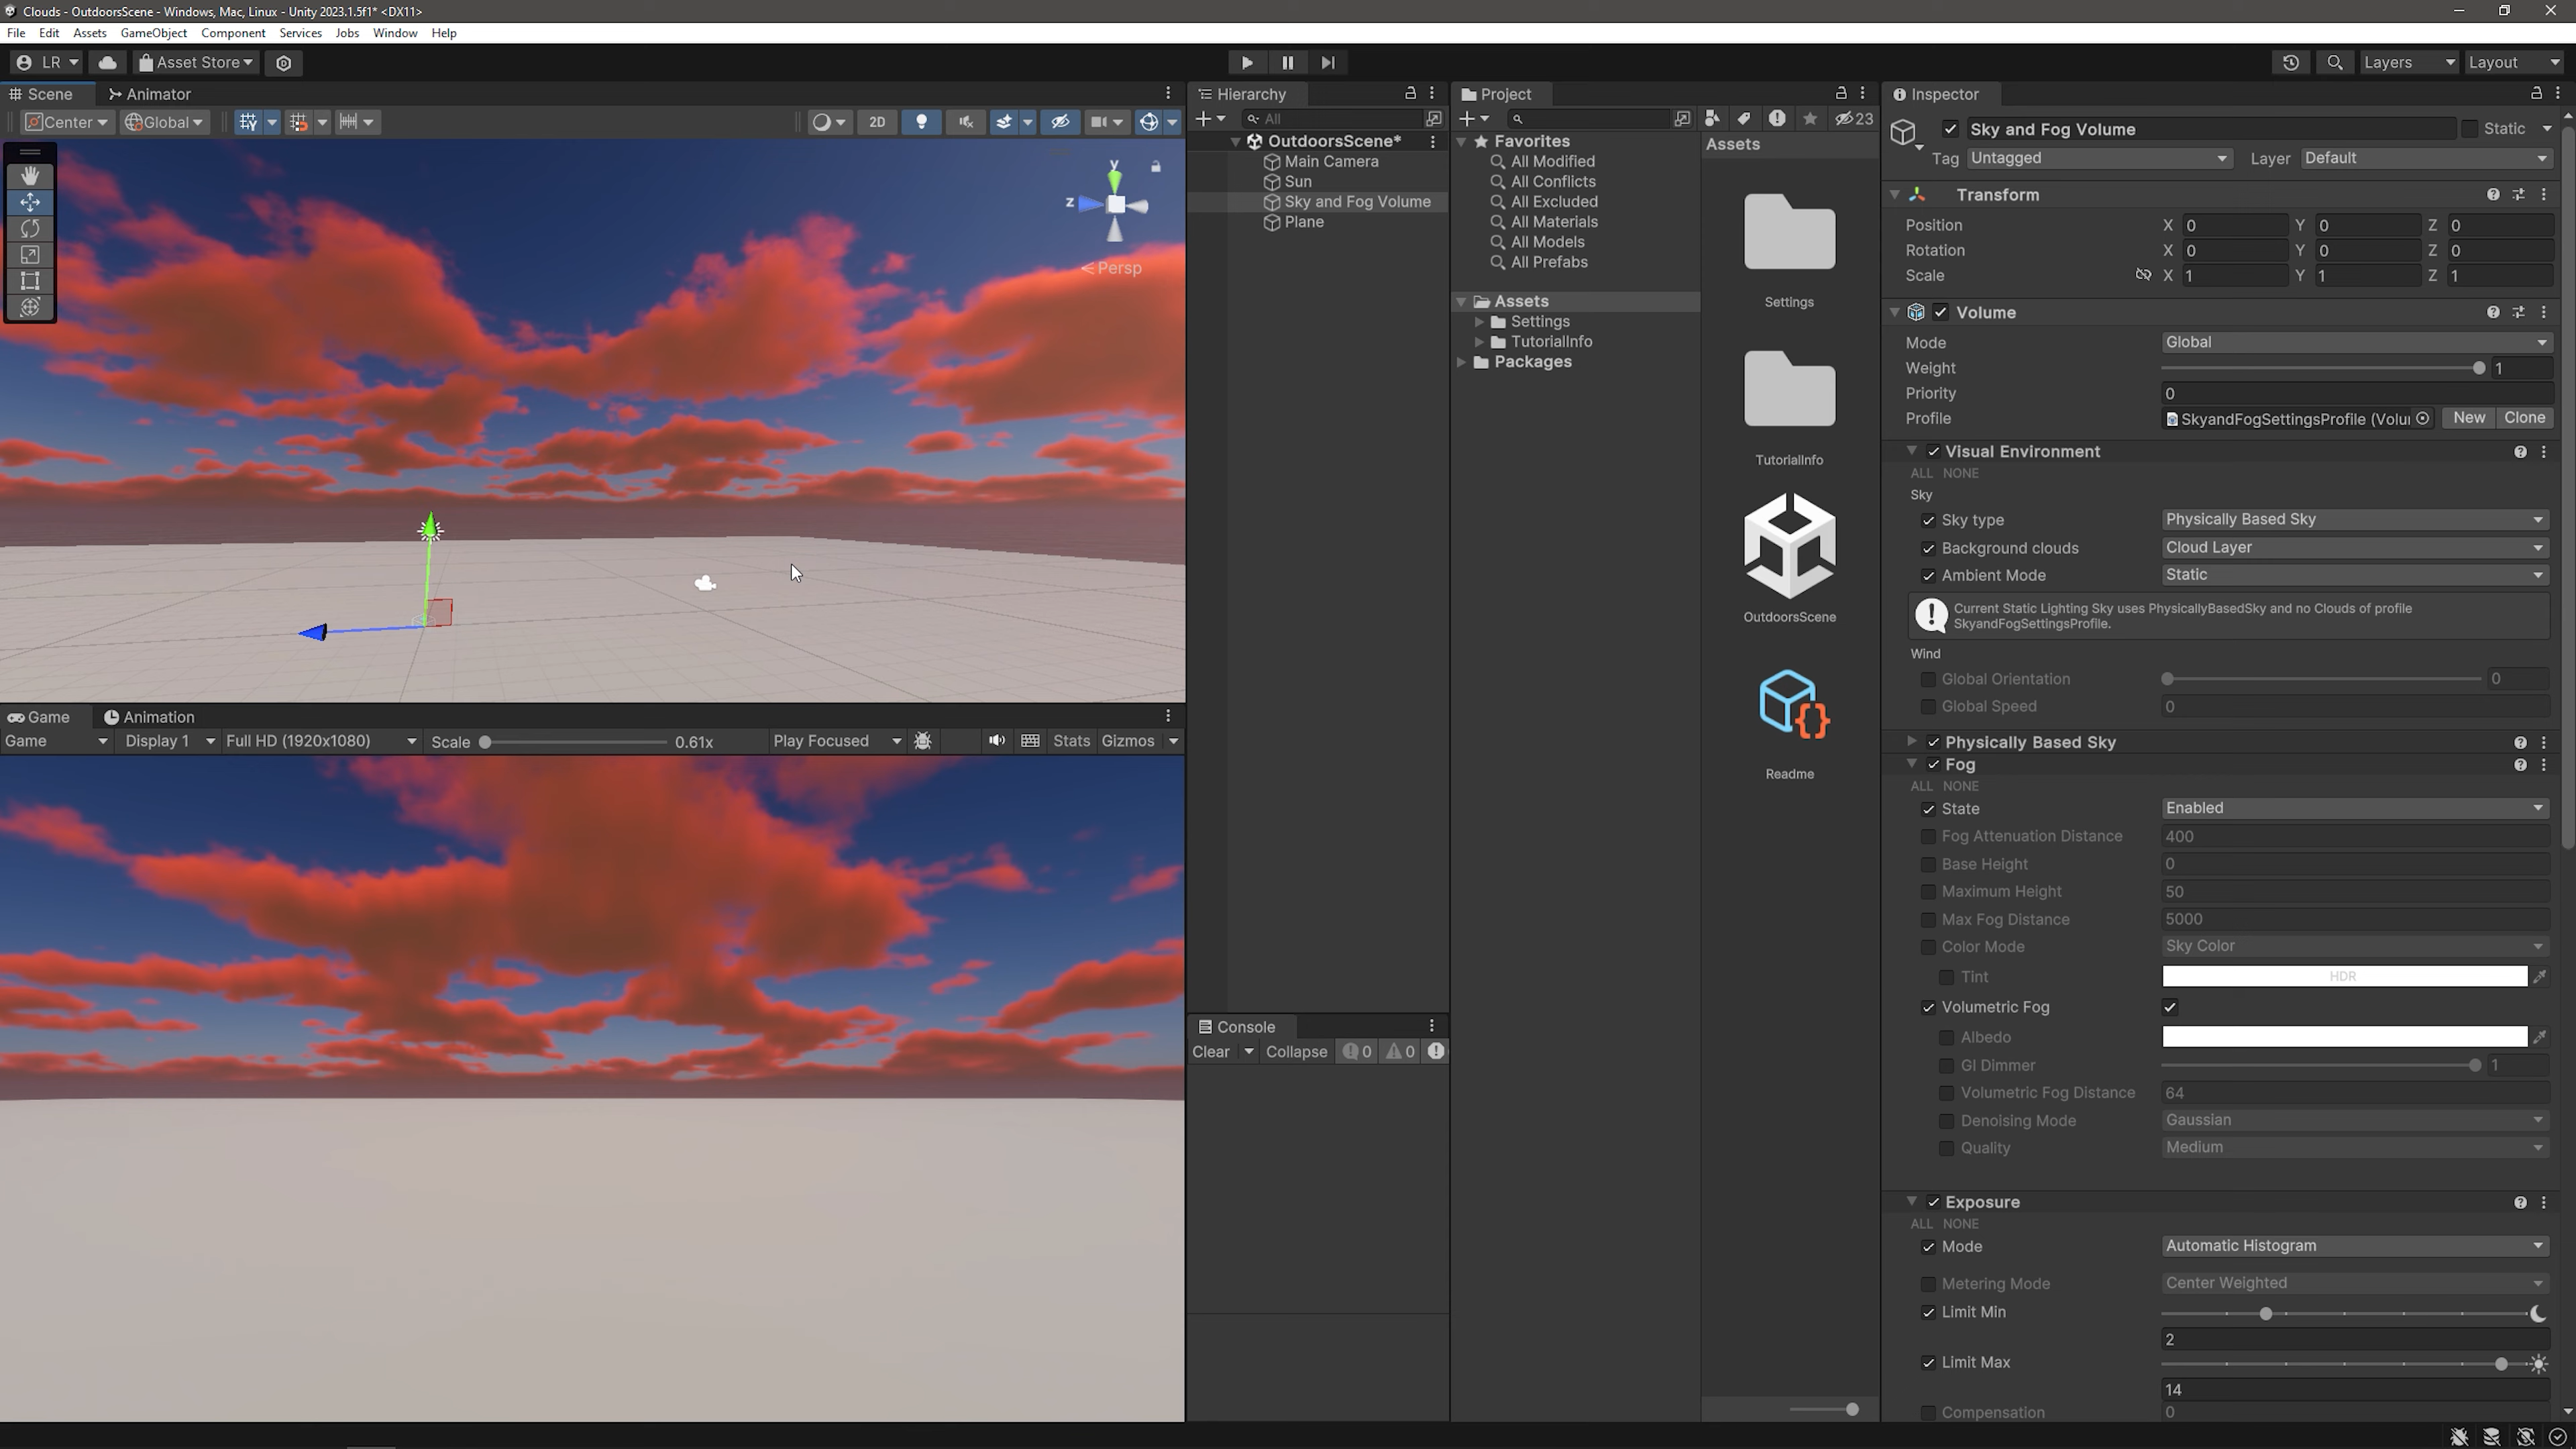 Clouds - OutdoorsScene - Windows, Mac, Linux - Unity 2023.1.5f1* <DX11>
File Edit Assets GameObject Component Services Jobs Window Help
LR Asset Store Layers Layout
Scene Animator
Center Global 2D
y
z
Persp
Game Animation
Game Display 1 Full HD (1920x1080) Scale 0.61x Play Focused Stats Gizmos
Hierarchy
All
OutdoorsScene*
Main Camera
Sun
Sky and Fog Volume
Plane
Console
Clear Collapse 0 0
Project
23
Favorites
All Modified
All Conflicts
All Excluded
All Materials
All Models
All Prefabs
Assets
Settings
TutorialInfo
Packages
Assets
Settings
TutorialInfo
OutdoorsScene
Readme
Inspector
Sky and Fog Volume Static
Tag Untagged Layer Default
Transform
Position X 0 Y 0 Z 0
Rotation X 0 Y 0 Z 0
Scale X 1 Y 1 Z 1
Volume
Mode Global
Weight 1
Priority 0
Profile SkyandFogSettingsProfile (Volu New Clone
Visual Environment
ALL NONE
Sky
Sky type Physically Based Sky
Background clouds Cloud Layer
Ambient Mode Static
Current Static Lighting Sky uses PhysicallyBasedSky and no Clouds of profile
SkyandFogSettingsProfile.
Wind
Global Orientation 0
Global Speed 0
Physically Based Sky
Fog
ALL NONE
State Enabled
Fog Attenuation Distance 400
Base Height 0
Maximum Height 50
Max Fog Distance 5000
Color Mode Sky Color
Tint HDR
Volumetric Fog
Albedo
GI Dimmer 1
Volumetric Fog Distance 64
Denoising Mode Gaussian
Quality Medium
Exposure
ALL NONE
Mode Automatic Histogram
Metering Mode Center Weighted
Limit Min
2
Limit Max
14
Compensation 0